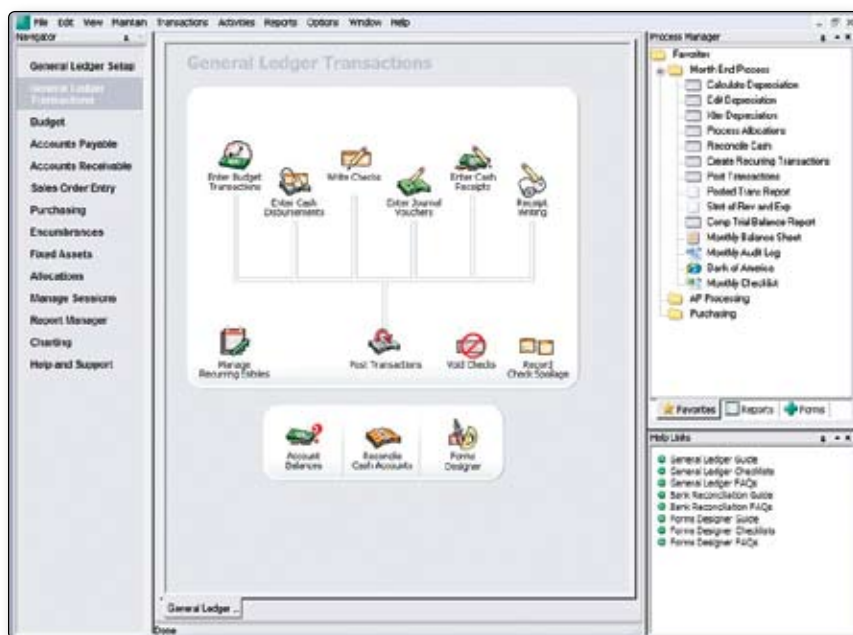 File Edit View Maintain Transactions Activities Reports Options Window Help
Navigator
General Ledger Setup
General Ledger
Transactions
Budget
Accounts Payable
Accounts Receivable
Sales Order Entry
Purchasing
Encumbrances
Fixed Assets
Allocations
Manage Sessions
Report Manager
Charting
Help and Support
General Ledger Transactions
Enter Budget
Transactions
Enter Cash
Disbursements
Write Checks
Enter Journal
Vouchers
Enter Cash
Receipts
Receipt
Writing
Manage
Recurring Entries
Post Transactions
Void Checks
Record
Check Spoilage
Account
Balances
Reconcile
Cash Accounts
Forms
Designer
General Ledger ...
Done
Process Manager
Favorites
Month End Process
Calculate Depreciation
Edit Depreciation
Xfer Depreciation
Process Allocations
Reconcile Cash
Create Recurring Transactions
Post Transactions
Posted Trans Report
Stmt of Rev and Exp
Comp Trial Balance Report
Monthly Balance Sheet
Monthly Audit Log
Bank of America
Monthly Checklist
AP Processing
Purchasing
Favorites Reports Forms
Help Links
General Ledger Guide
General Ledger Checklists
General Ledger FAQs
Bank Reconciliation Guide
Bank Reconciliation FAQs
Forms Designer Guide
Forms Designer Checklists
Forms Designer FAQs